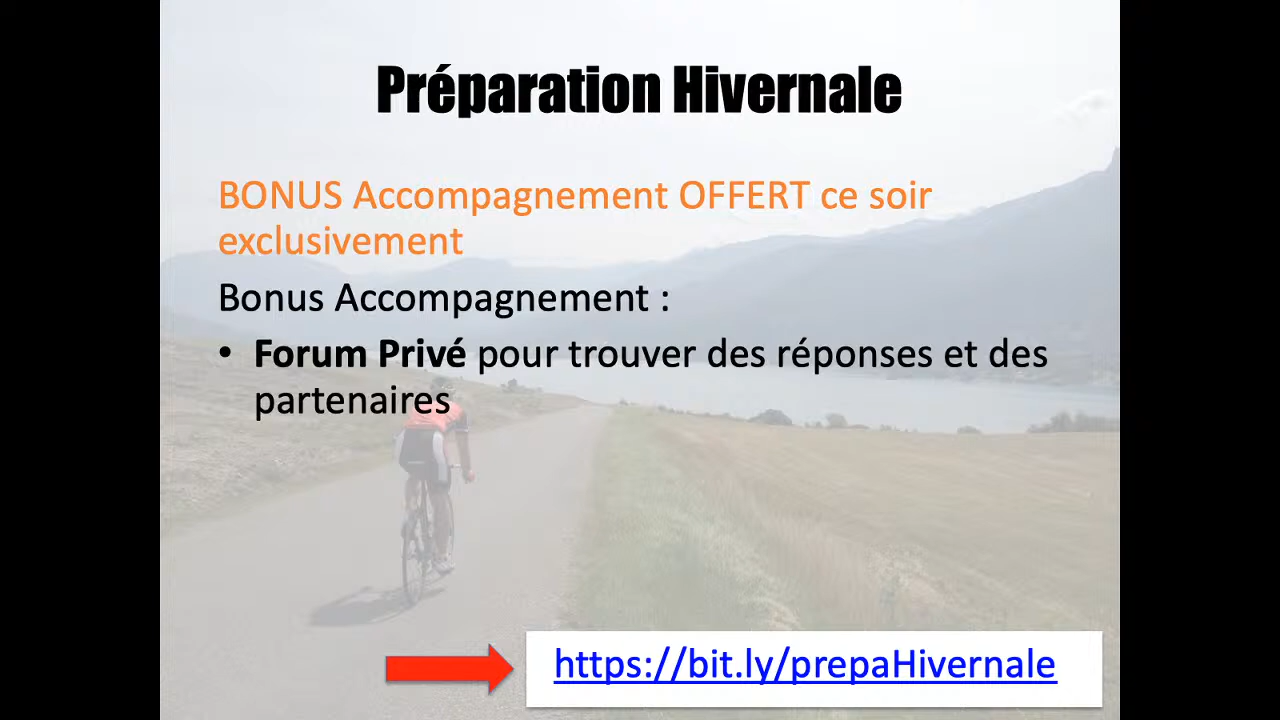 Préparation Hivernale
BONUS Accompagnement OFFERT ce soir
exclusivement
Bonus Accompagnement :
• Forum Privé pour trouver des réponses et des
partenaires
https://bit.ly/prepaHivernale